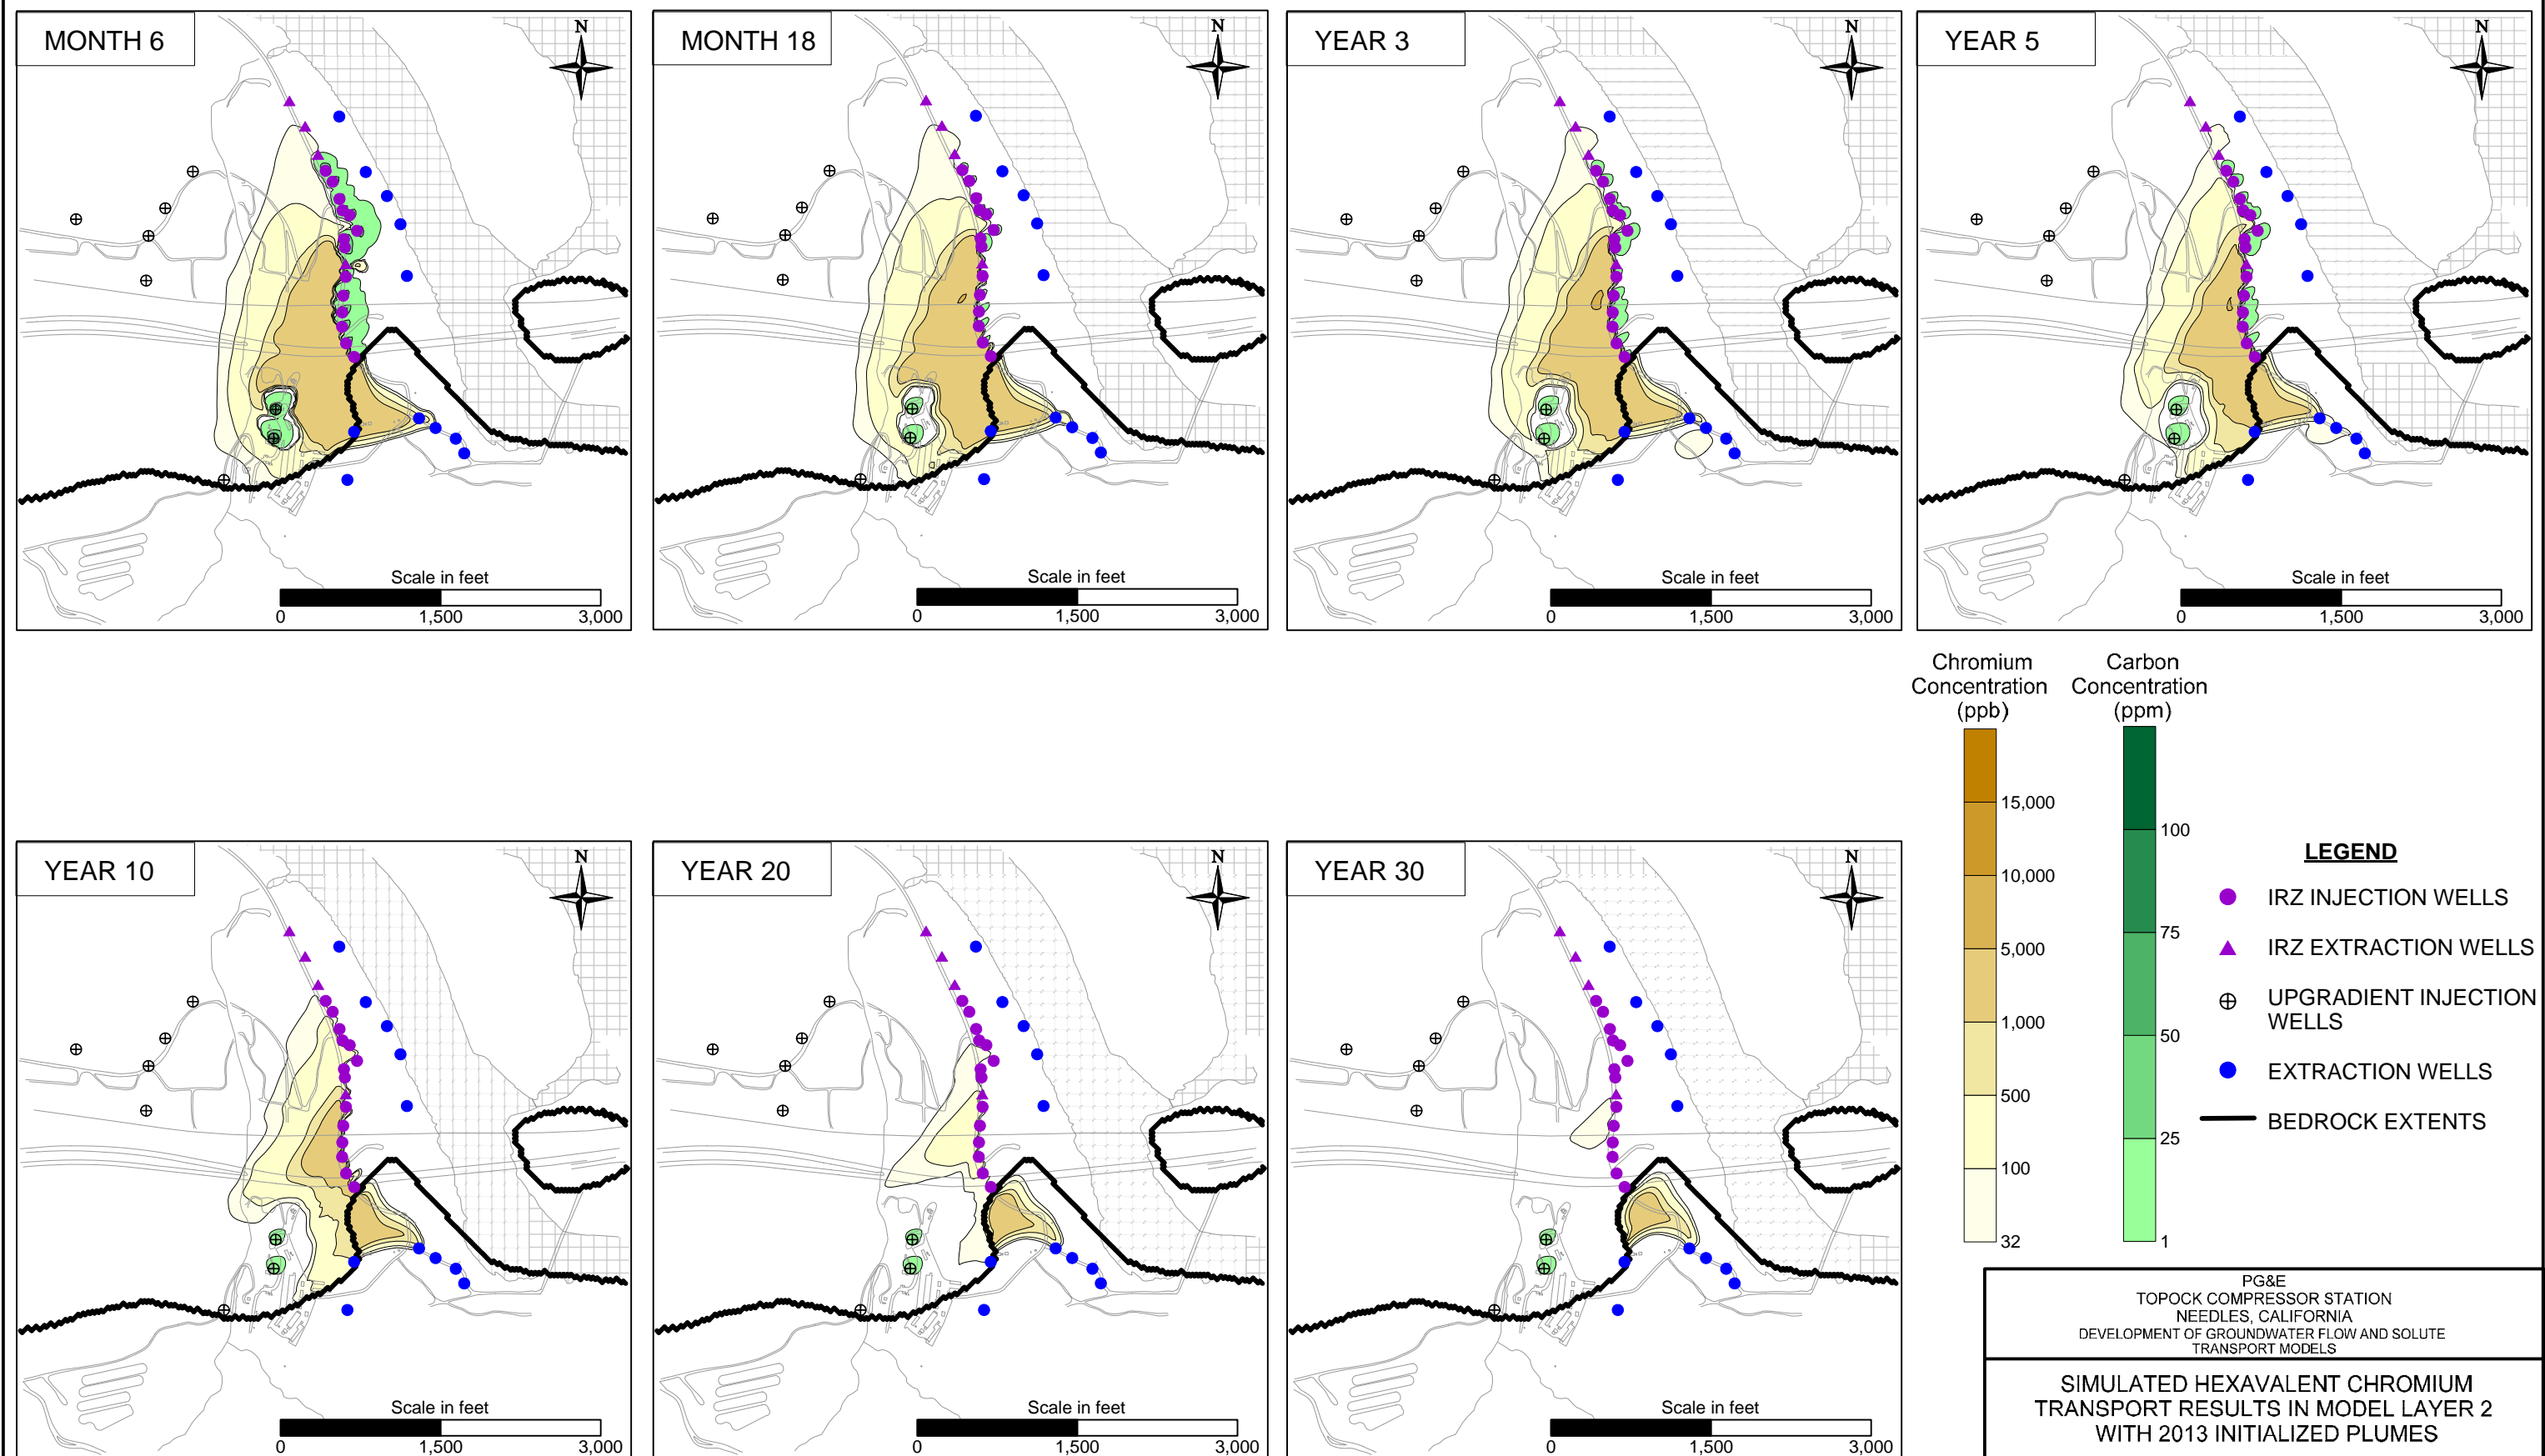 MONTH 6
N
Scale in feet
0 1,500 3,000
MONTH 18
N
Scale in feet
0 1,500 3,000
YEAR 3
N
Scale in feet
0 1,500 3,000
YEAR 5
N
Scale in feet
0 1,500 3,000
YEAR 10
N
Scale in feet
0 1,500 3,000
YEAR 20
N
Scale in feet
0 1,500 3,000
YEAR 30
N
Scale in feet
0 1,500 3,000
Chromium
Concentration
(ppb)
15,000
10,000
5,000
1,000
500
100
32
Carbon
Concentration
(ppm)
100
75
50
25
1
LEGEND
IRZ INJECTION WELLS
IRZ EXTRACTION WELLS
UPGRADIENT INJECTION
WELLS
EXTRACTION WELLS
BEDROCK EXTENTS
PG&E
TOPOCK COMPRESSOR STATION
NEEDLES, CALIFORNIA
DEVELOPMENT OF GROUNDWATER FLOW AND SOLUTE
TRANSPORT MODELS
SIMULATED HEXAVALENT CHROMIUM
TRANSPORT RESULTS IN MODEL LAYER 2
WITH 2013 INITIALIZED PLUMES